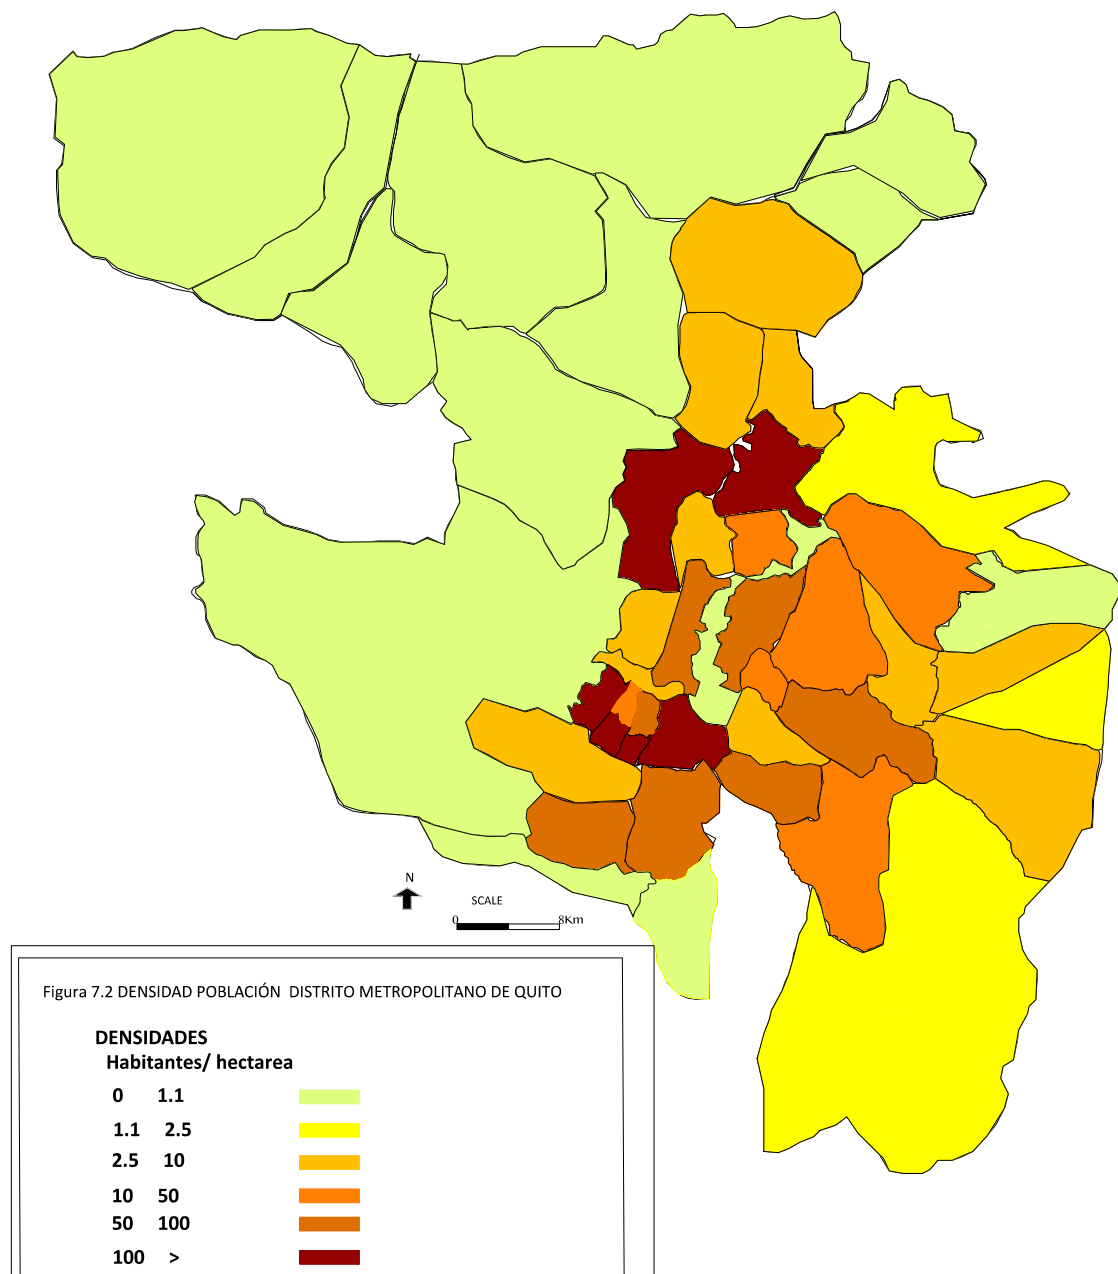 N
SCALE
0 8Km
Figura 7.2 DENSIDAD POBLACIÓN DISTRITO METROPOLITANO DE QUITO
DENSIDADES
Habitantes/ hectarea
0 1.1
1.1 2.5
2.5 10
10 50
50 100
100 >